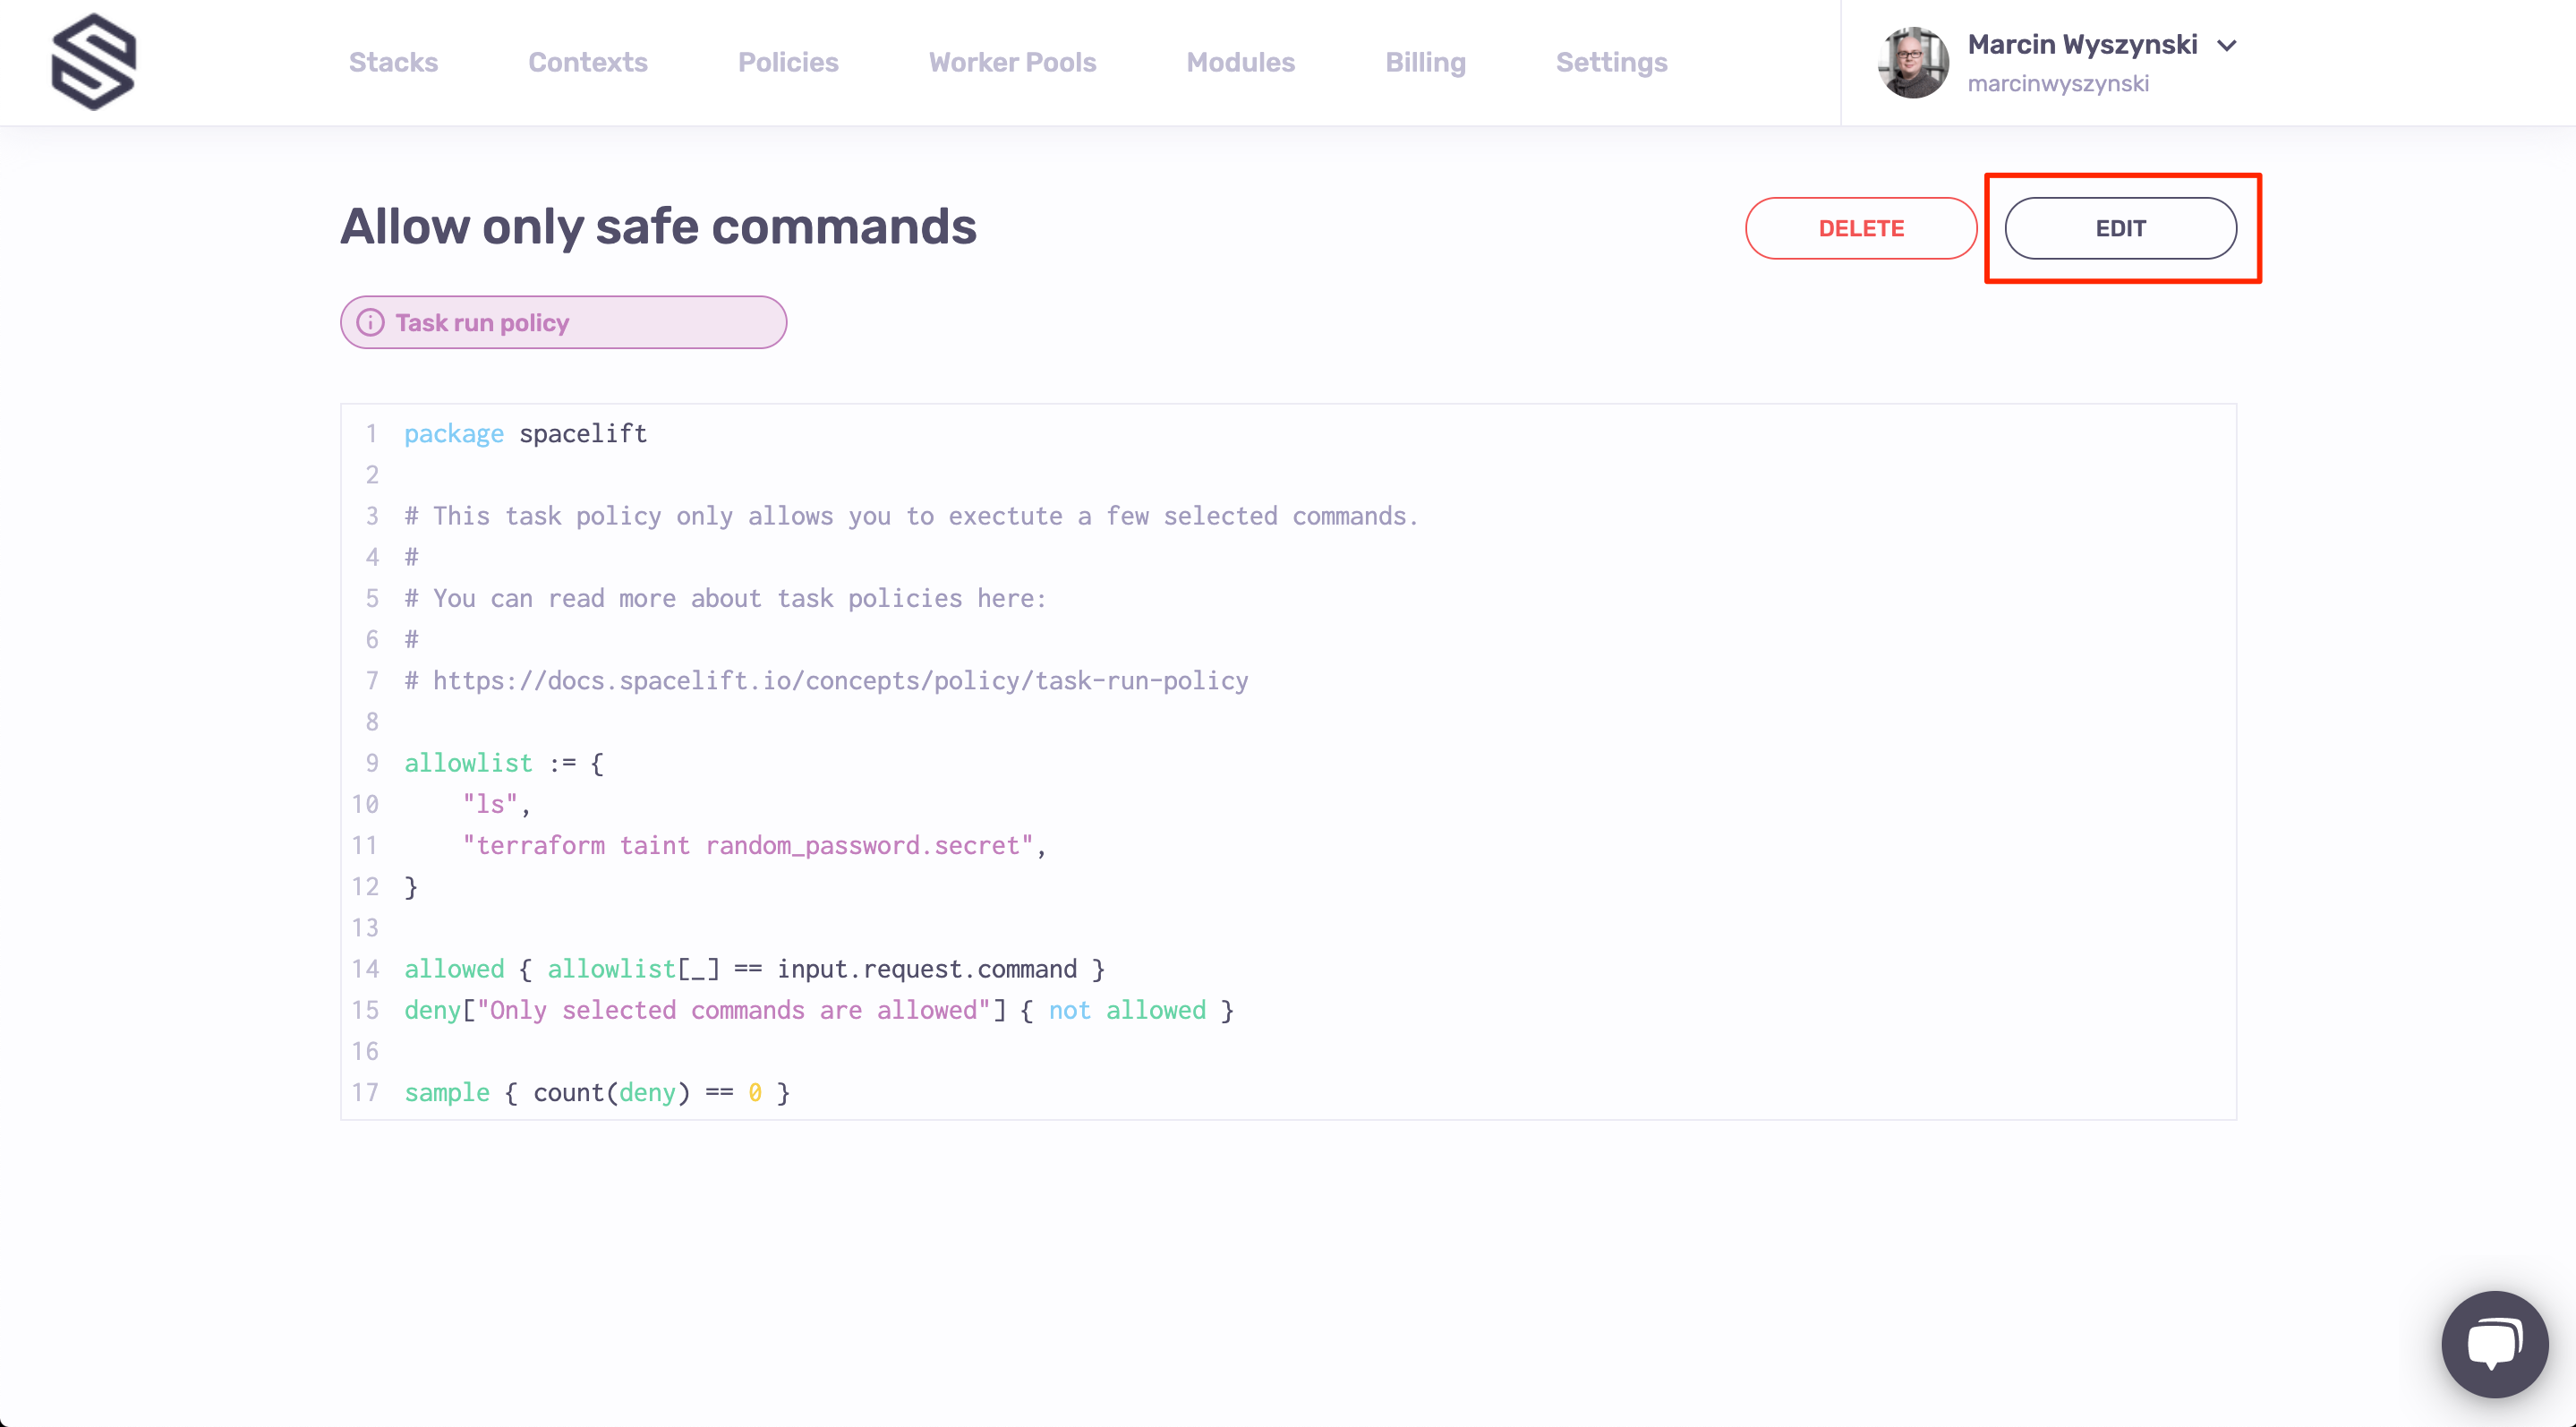 Stacks Contexts Policies Worker Pools Modules Billing Settings
Marcin Wyszynski
marcinwyszynski
Allow only safe commands
DELETE
EDIT
Task run policy
1 package spacelift
2
3 # This task policy only allows you to exectute a few selected commands.
4 #
5 # You can read more about task policies here:
6 #
7 # https://docs.spacelift.io/concepts/policy/task-run-policy
8
9 allowlist := {
10     "ls",
11     "terraform taint random_password.secret",
12 }
13
14 allowed { allowlist[_] == input.request.command }
15 deny["Only selected commands are allowed"] { not allowed }
16
17 sample { count(deny) == 0 }